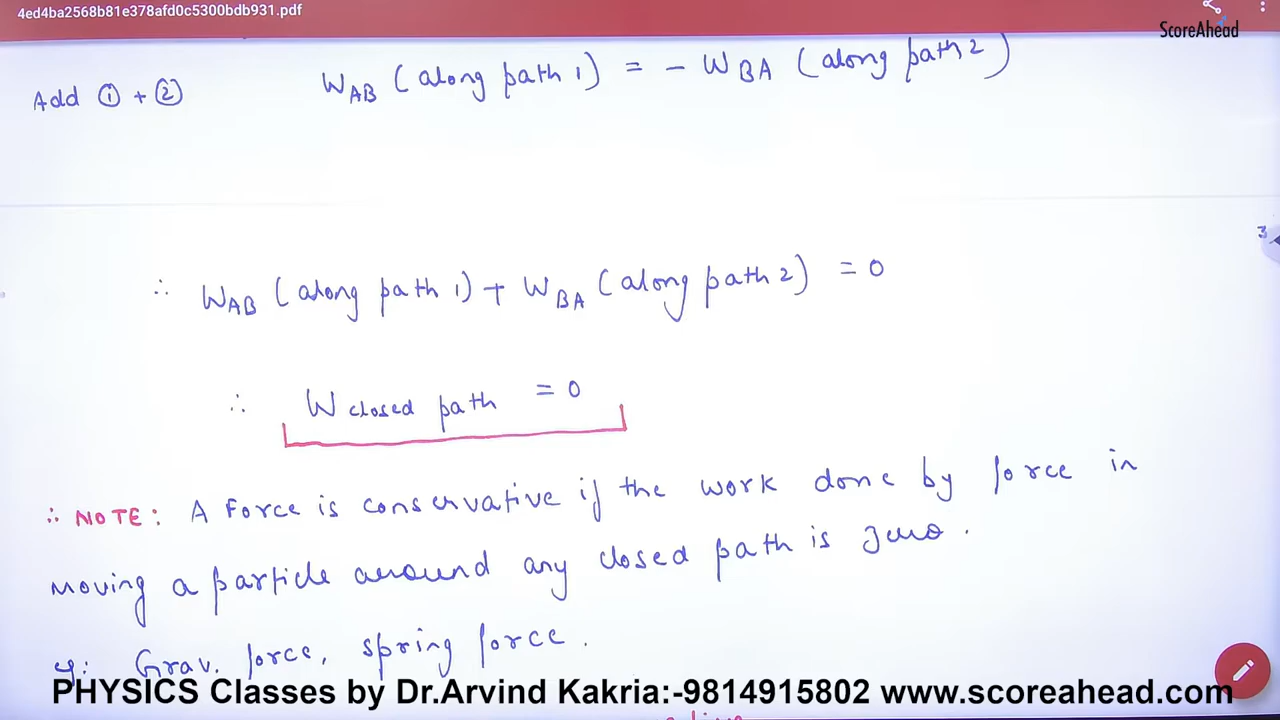 4ed4ba2568b81e378afd0c5300bdb931.pdf
ScoreAhead
Add ① + ② W_AB (along path 1) = - W_BA (along path 2)
3
∴ W_AB (along path 1) + W_BA (along path 2) = 0
∴ W closed path = 0
∴ NOTE: A force is conservative if the work done by force in
moving a particle around any closed path is zero.
eg: Grav. force, spring force.
PHYSICS Classes by Dr.Arvind Kakria:-9814915802 www.scoreahead.com